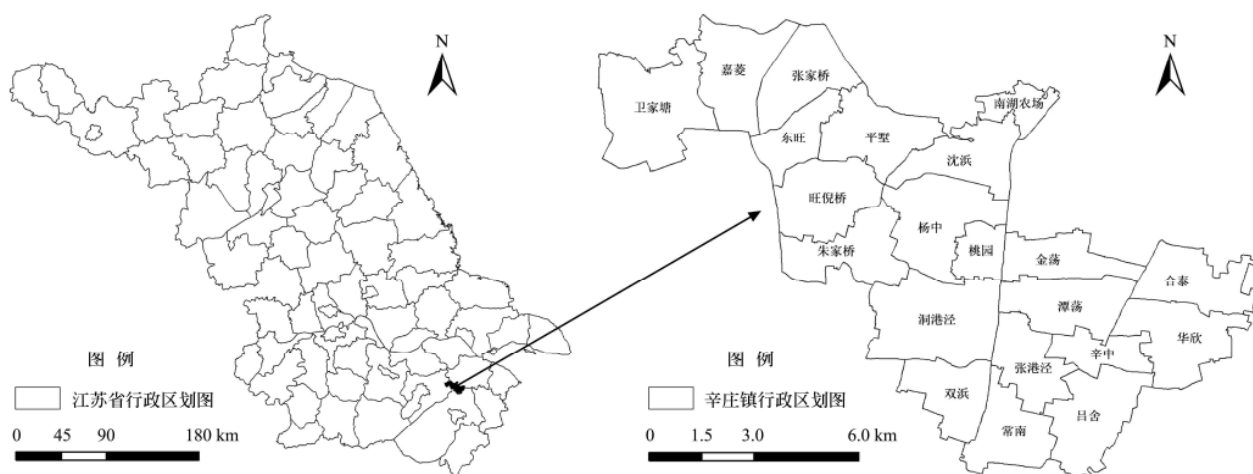 N
图 例
江苏省行政区划图
0 45 90 180 km
N
卫家塘
嘉菱
张家桥
南湖农场
东旺
平墅
沈浜
旺倪桥
杨中
朱家桥
桃园
金荡
合泰
洞港泾
潭荡
华欣
辛中
张港泾
双浜
吕舍
常南
图 例
辛庄镇行政区划图
0 1.5 3.0 6.0 km